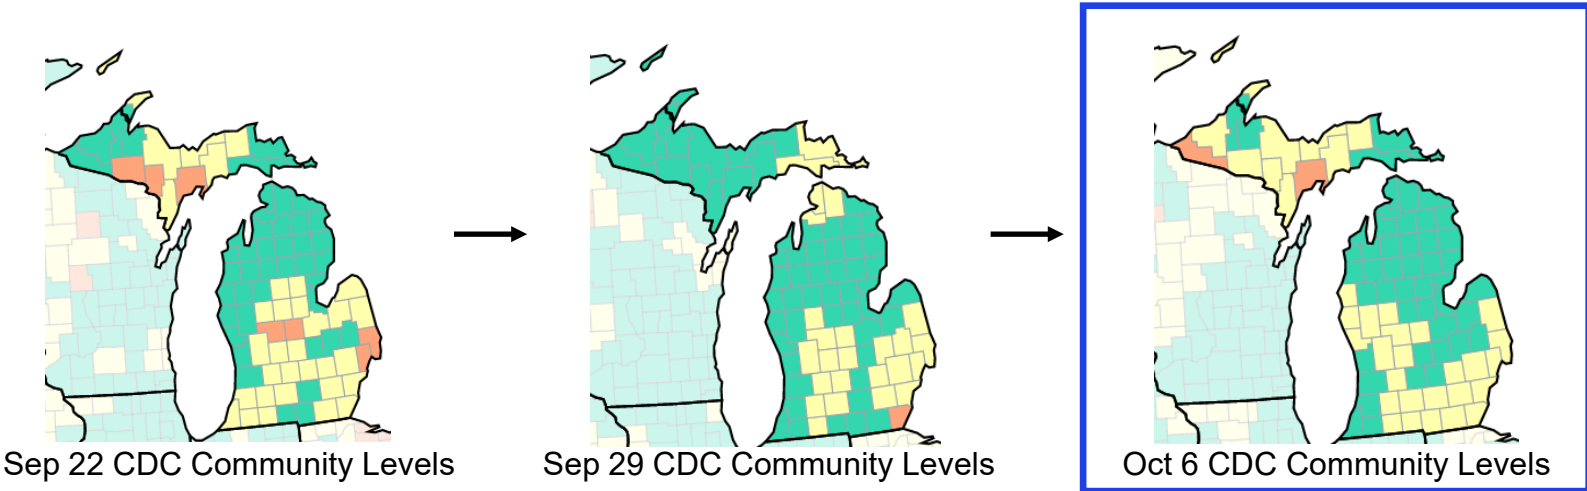 Sep 22 CDC Community Levels
Sep 29 CDC Community Levels
Oct 6 CDC Community Levels